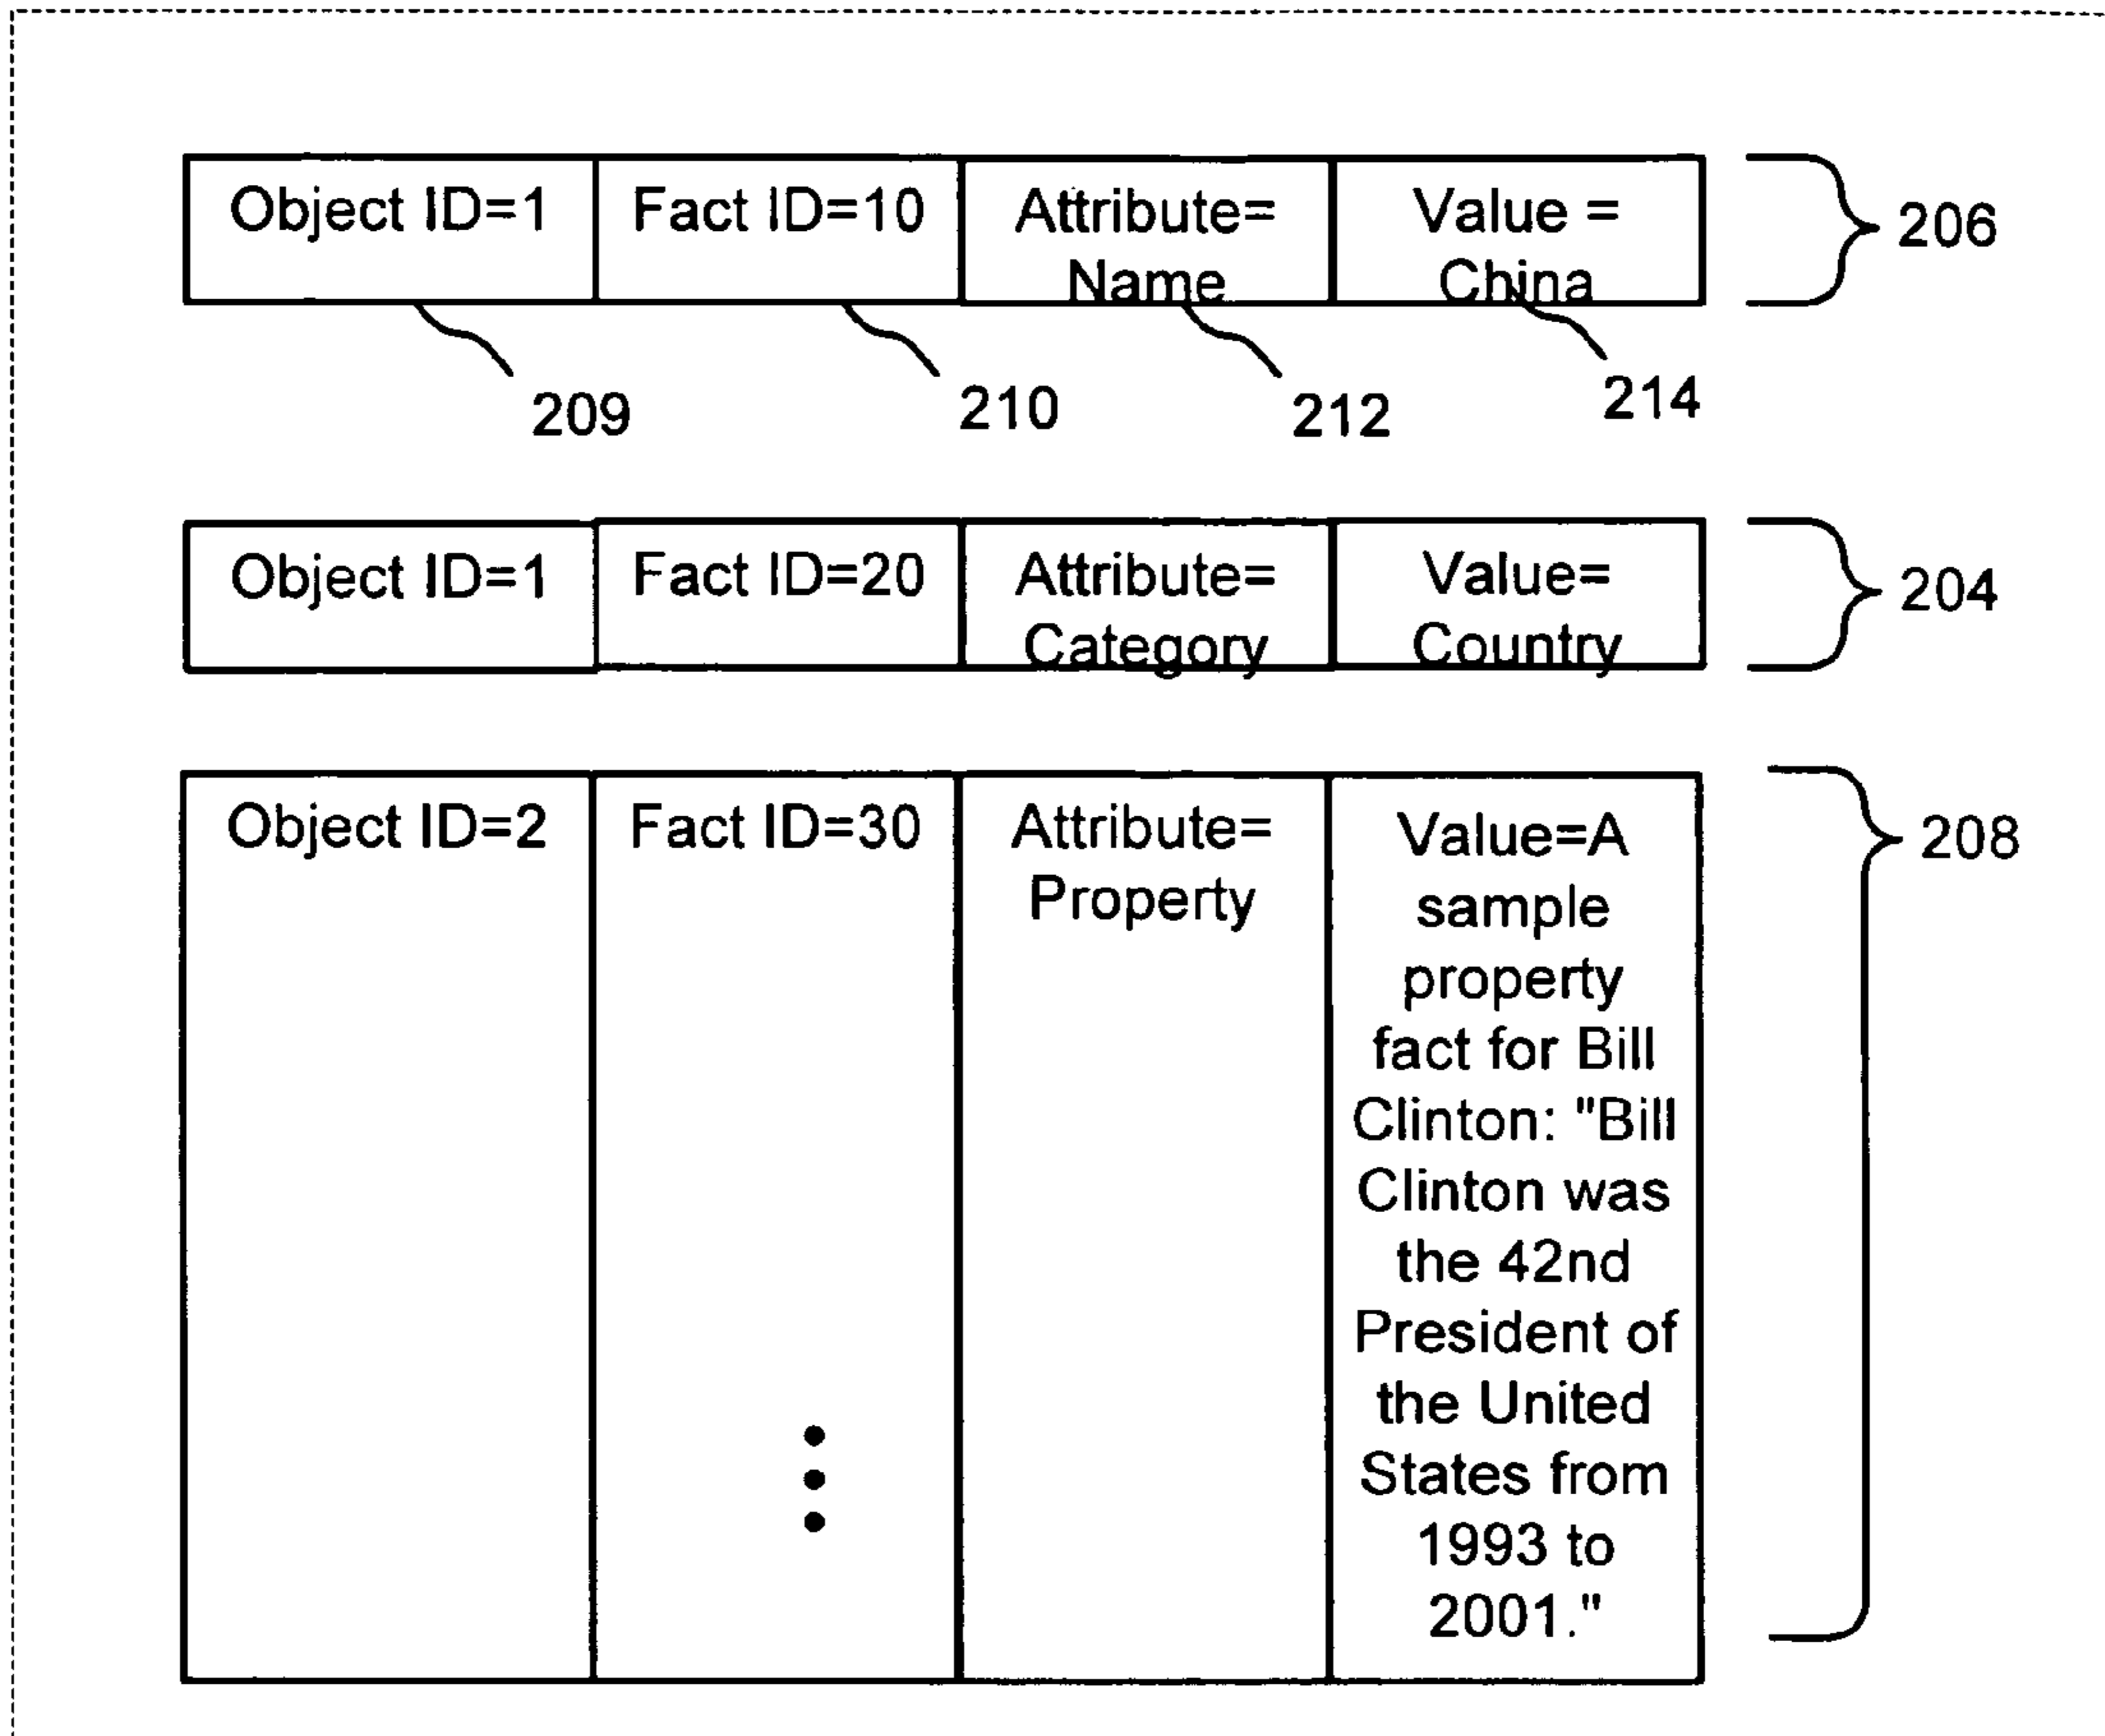 Object ID=1 Fact ID=10 Attribute= Value =
Name China
206
209 210 212 214
Object ID=1 Fact ID=20 Attribute= Value=
Category Country
204
Object ID=2 Fact ID=30 Attribute= Value=A
Property sample
property
fact for Bill
Clinton: "Bill
Clinton was
the 42nd
President of
the United
States from
1993 to
2001."
208